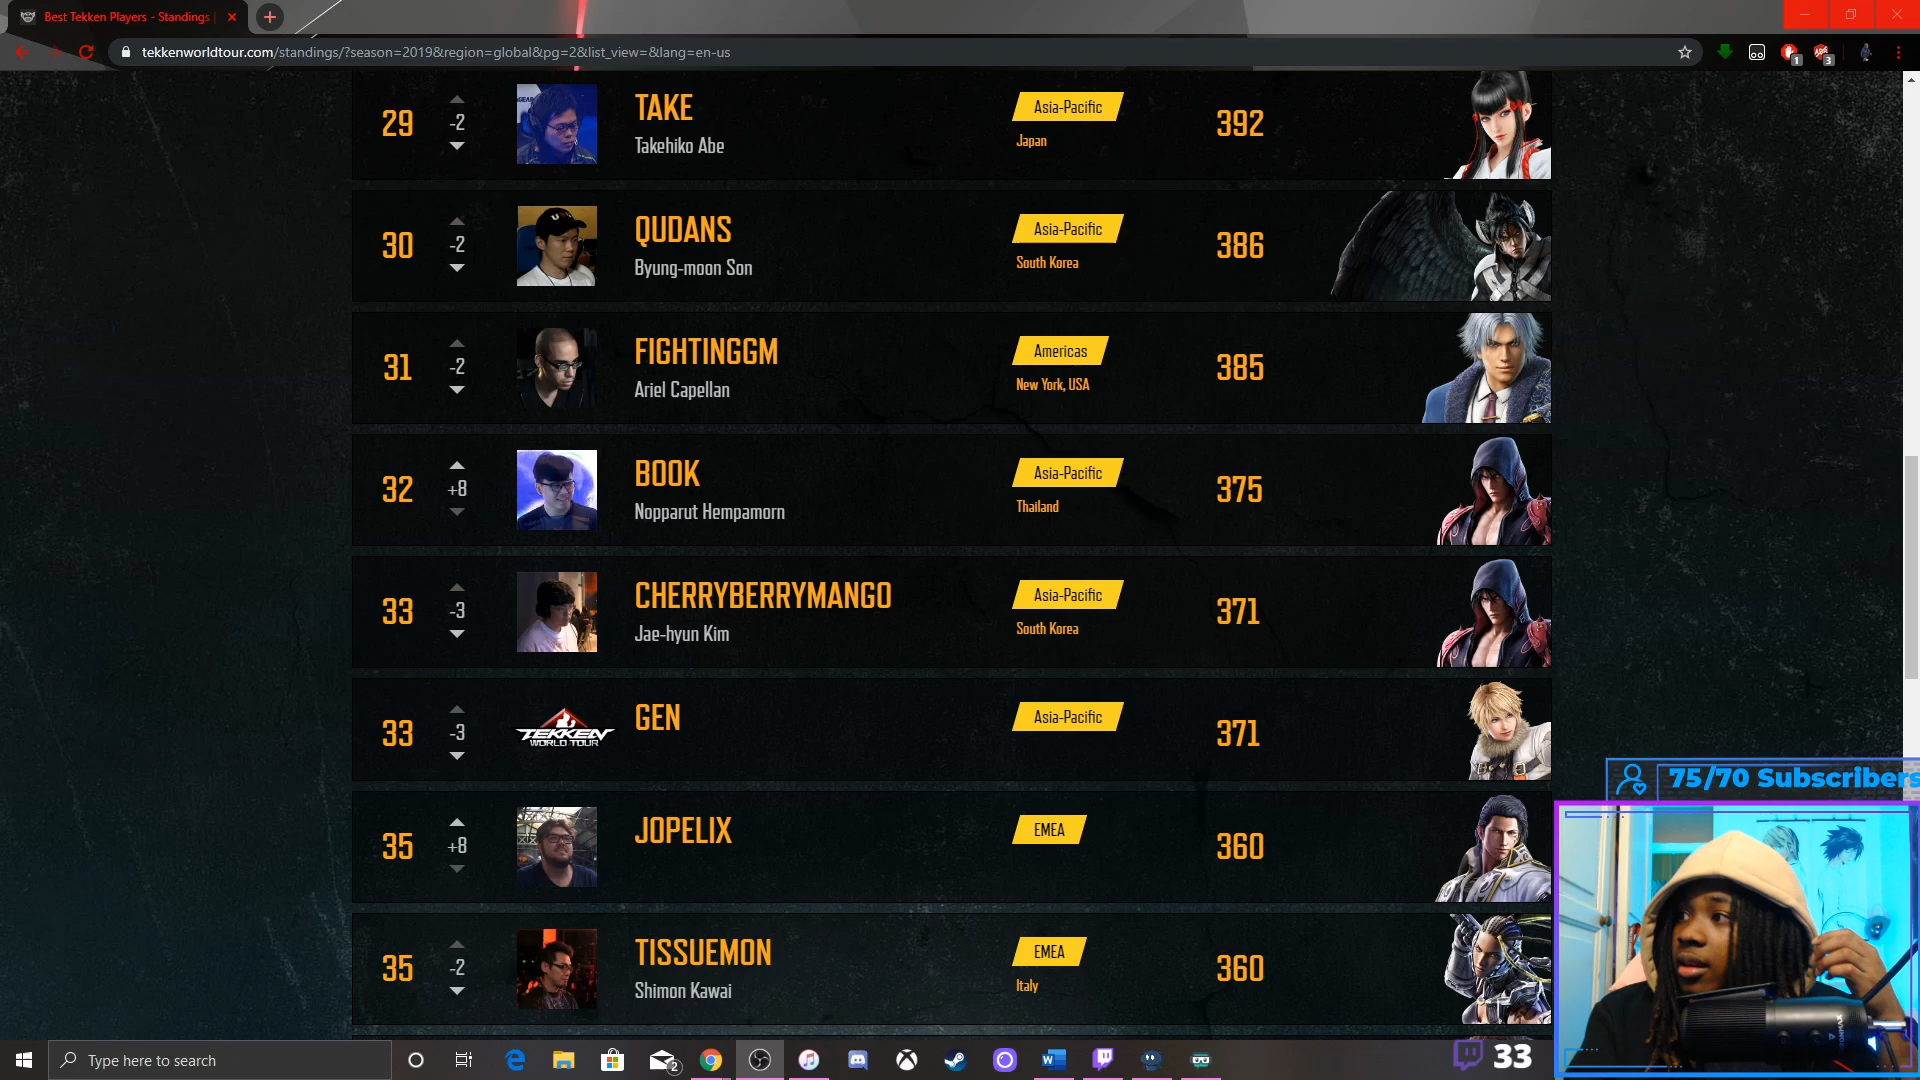 Best Tekken Players - Standings |
tekkenworldtour.com/standings/?season=2019&region=global&pg=2&list_view=&lang=en-us
1
3
29
-2
TAKE
Takehiko Abe
Asia-Pacific
Japan
392
30
-2
QUDANS
Byung-moon Son
Asia-Pacific
South Korea
386
31
-2
FIGHTINGGM
Ariel Capellan
Americas
New York, USA
385
32
+8
BOOK
Nopparut Hempamorn
Asia-Pacific
Thailand
375
33
-3
CHERRYBERRYMANGO
Jae-hyun Kim
Asia-Pacific
South Korea
371
33
-3
TEKKEN
WORLD TOUR
GEN
Asia-Pacific
371
35
+8
JOPELIX
EMEA
360
35
-2
TISSUEMON
Shimon Kawai
EMEA
Italy
360
75/70 Subscribers
Type here to search
2
33